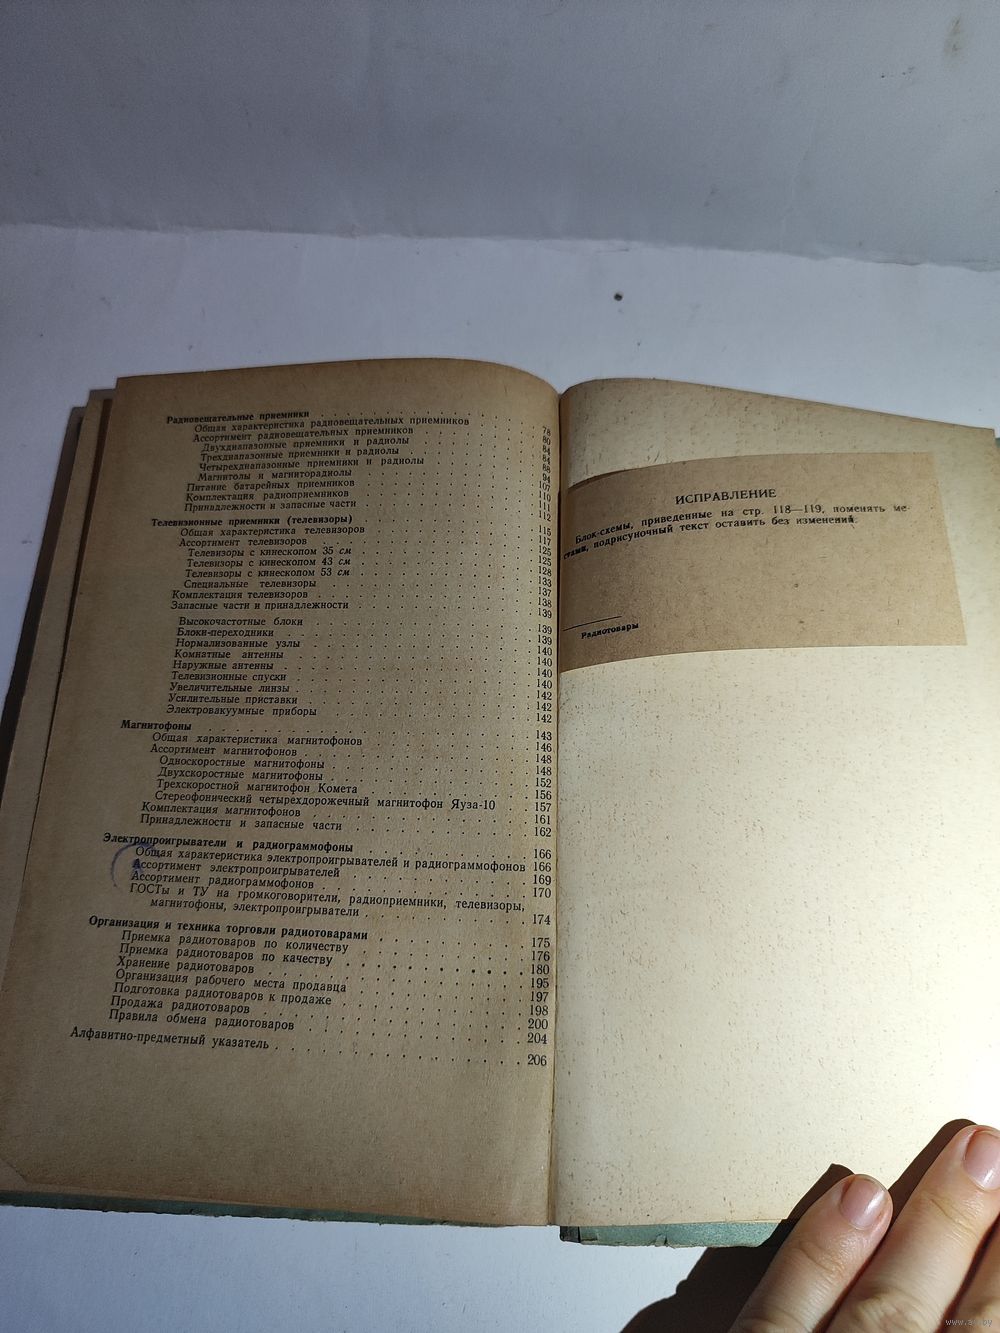 Радиовещательные приемники . . . . . 78
Общая характеристика радиовещательных приемников . 80
Ассортимент радиовещательных приемников . . . 84
Двухдиапазонные приемники и радиолы . . . 84
Трехдиапазонные приемники и радиолы . . . 88
Четырехдиапазонные приемники и радиолы . . . 94
Магнитолы и магниторадиолы . . . 107
Питание батарейных приемников . . . 110
Комплектация радиоприемников . . . 111
Принадлежности и запасные части . . . 112
Телевизионные приемники (телевизоры) . . . 115
Общая характеристика телевизоров . . . 117
Ассортимент телевизоров . . . 125
Телевизоры с кинескопом 35 см . . . 125
Телевизоры с кинескопом 43 см . . . 128
Телевизоры с кинескопом 53 см . . . 133
Специальные телевизоры . . . 137
Комплектация телевизоров . . . 138
Запасные части и принадлежности . . . 139
Высокочастотные блоки . . . 139
Блоки-переходники . . . 139
Нормализованные узлы . . . 140
Комнатные антенны . . . 140
Наружные антенны . . . 140
Телевизионные спуски . . . 140
Увеличительные линзы . . . 142
Усилительные приставки . . . 142
Электровакуумные приборы . . . 142
Магнитофоны . . . 143
Общая характеристика магнитофонов . . . 146
Ассортимент магнитофонов . . . 148
Односкоростные магнитофоны . . . 148
Двухскоростные магнитофоны . . . 152
Трехскоростной магнитофон Комета . . . 156
Стереофонический четырехдорожечный магнитофон Яуза-10 157
Комплектация магнитофонов . . . 161
Принадлежности и запасные части . . . 162
Электропроигрыватели и радиограммофоны . . . 166
Общая характеристика электропроигрывателей и радиограммофонов 166
Ассортимент электропроигрывателей . . . 169
Ассортимент радиограммофонов . . . 170
ГОСТы и ТУ на громкоговорители, радиоприемники, телевизоры,
магнитофоны, электропроигрыватели . . . 174
Организация и техника торговли радиотоварами . . . 175
Приемка радиотоваров по количеству . . . 176
Приемка радиотоваров по качеству . . . 180
Хранение радиотоваров . . . 195
Организация рабочего места продавца . . . 197
Подготовка радиотоваров к продаже . . . 198
Продажа радиотоваров . . . 200
Правила обмена радиотоваров . . . 204
Алфавитно-предметный указатель . . . 206
ИСПРАВЛЕНИЕ
Блок-схемы, приведенные на стр. 118—119, поменять ме-
стами, подрисуночный текст оставить без изменений.
Радиотовары